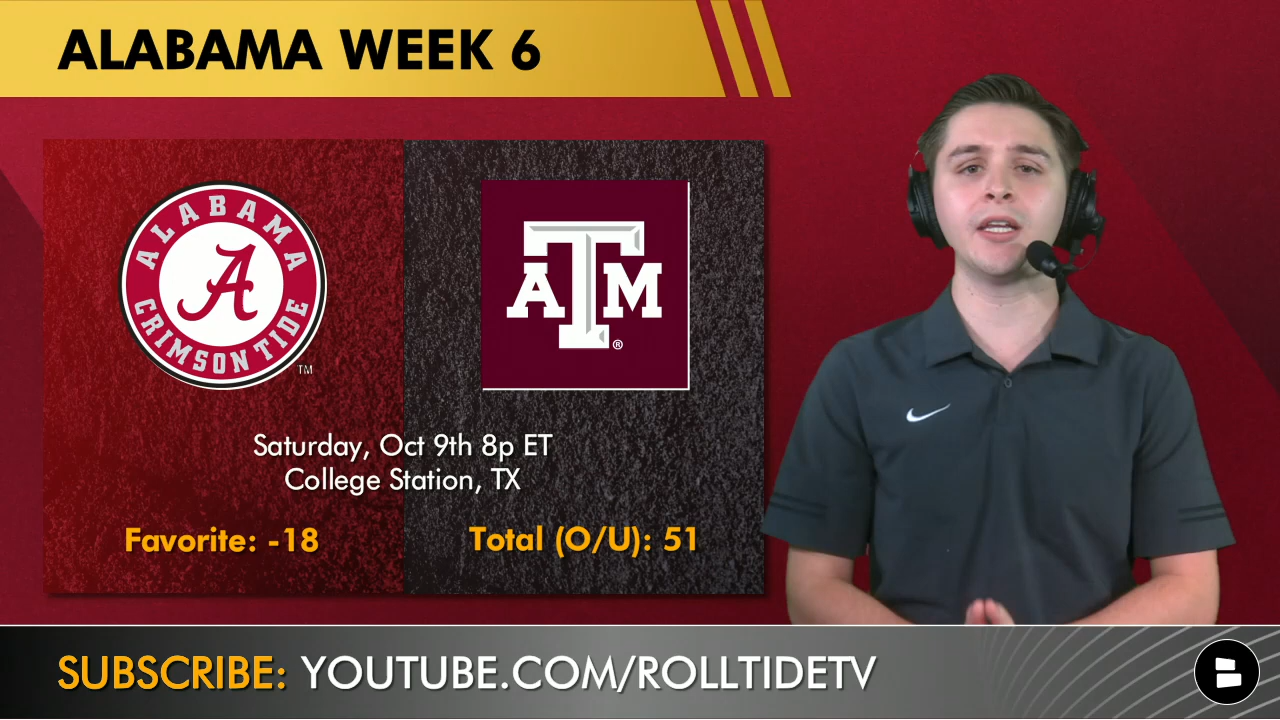 ALABAMA WEEK 6
ALABAMA
A
CRIMSON TIDE
TM
ATM
®
Saturday, Oct 9th 8p ET
College Station, TX
Favorite: -18
Total (O/U): 51
SUBSCRIBE: YOUTUBE.COM/ROLLTIDETV